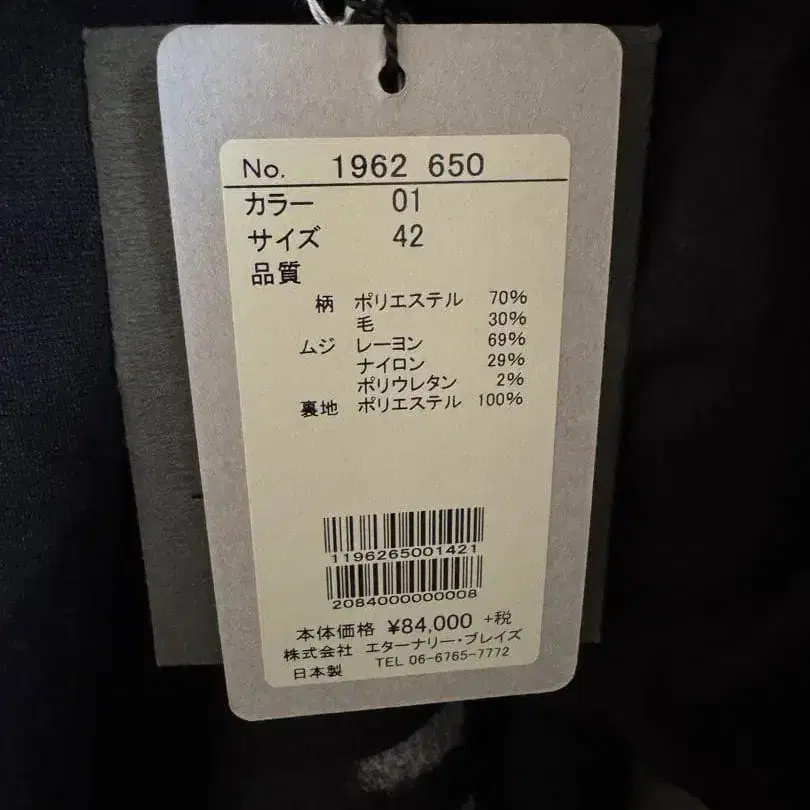 No. 1962 650
カラー 01
サイズ 42
品質
柄 ポリエステル 70%
毛 30%
ムジ レーヨン 69%
ナイロン 29%
ポリウレタン 2%
裏地 ポリエステル 100%
1196265001421
2084000000008
本体価格 ¥84,000 +税
株式会社 エターナリー・ブレイズ
日本製 TEL 06-6765-7772